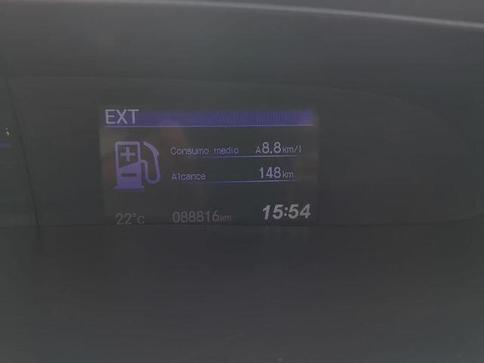 EXT
Consumo medio A8.8km/l
Alcance 148km
22°C 088816km 15:54